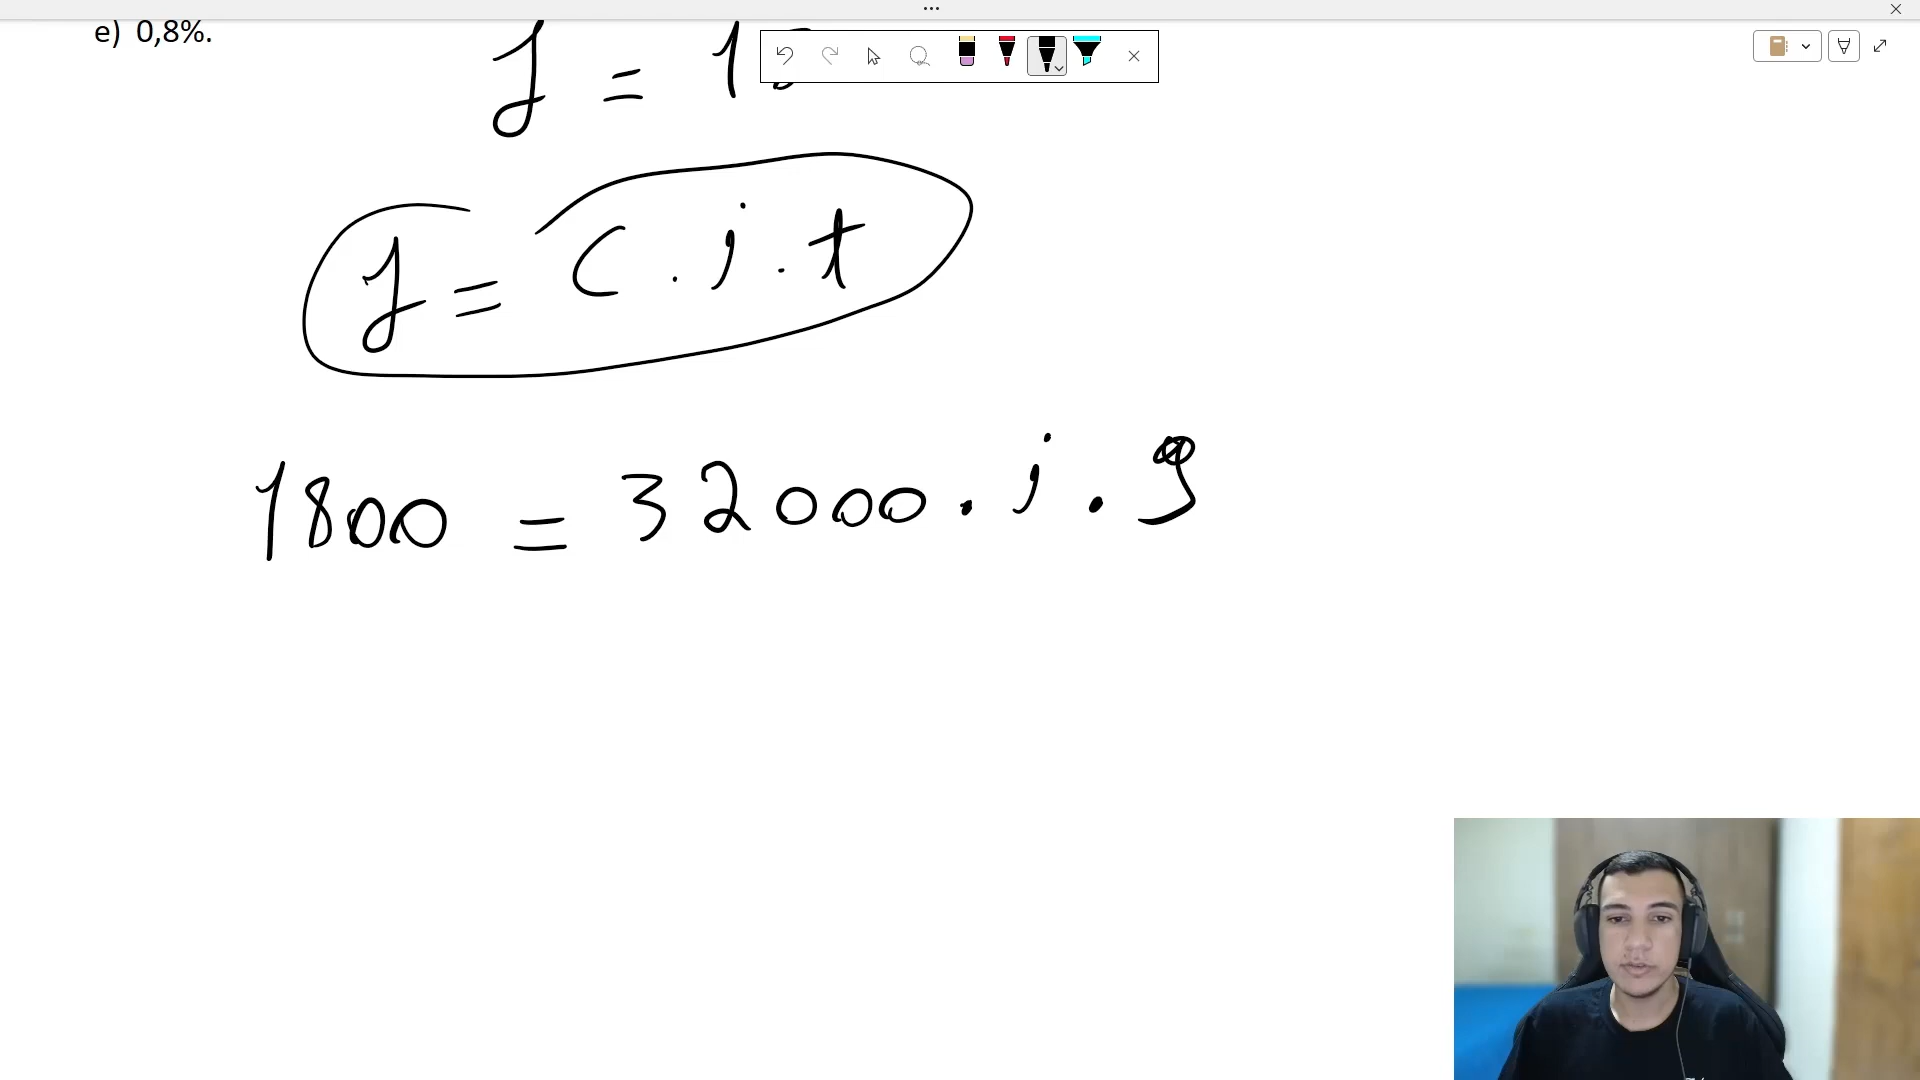 e) 0,8%.
J = 1
J = C . i . t
1800 = 32000 . i . 9